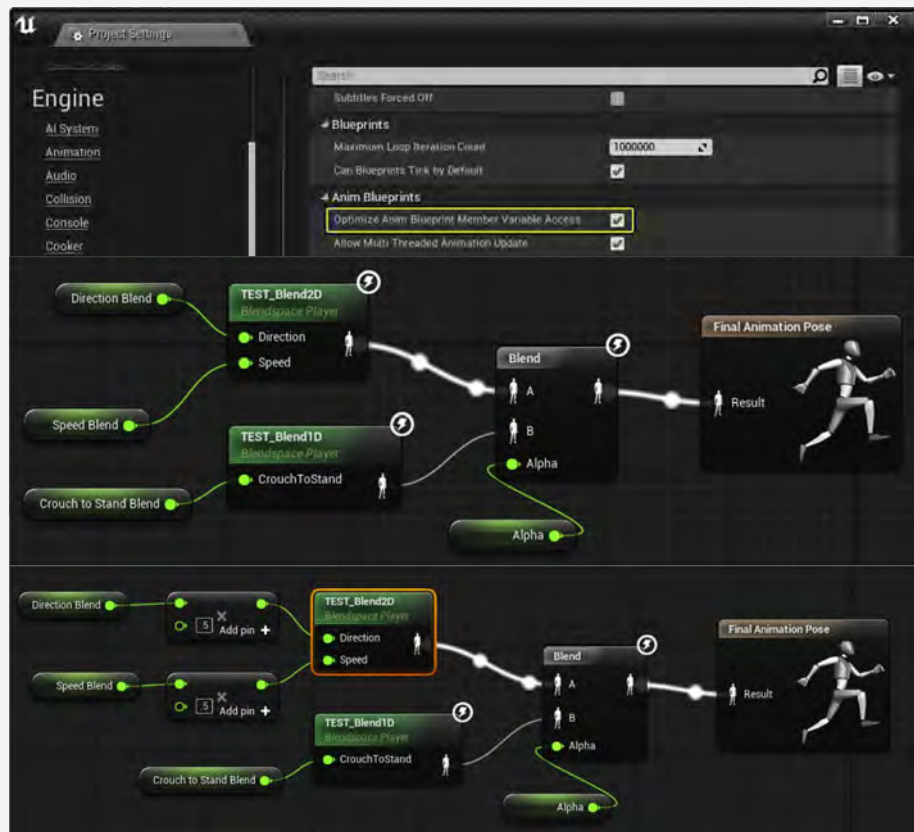 Project Settings
Search
Engine
AI System
Animation
Audio
Collision
Console
Cooker
Subtitles Forced Off
Blueprints
Maximum Loop Iteration Count
1000000
Can Blueprints Tick by Default
Anim Blueprints
Optimize Anim Blueprint Member Variable Access
Allow Multi Threaded Animation Update
Direction Blend
TEST_Blend2D
Blendspace Player
Direction
Speed
Speed Blend
TEST_Blend1D
Blendspace Player
CrouchToStand
Crouch to Stand Blend
Blend
A
B
Alpha
Alpha
Final Animation Pose
Result
Direction Blend
.5
Add pin +
Speed Blend
.5
Add pin +
TEST_Blend2D
Blendspace Player
Direction
Speed
TEST_Blend1D
Blendspace Player
CrouchToStand
Crouch to Stand Blend
Blend
A
B
Alpha
Alpha
Final Animation Pose
Result